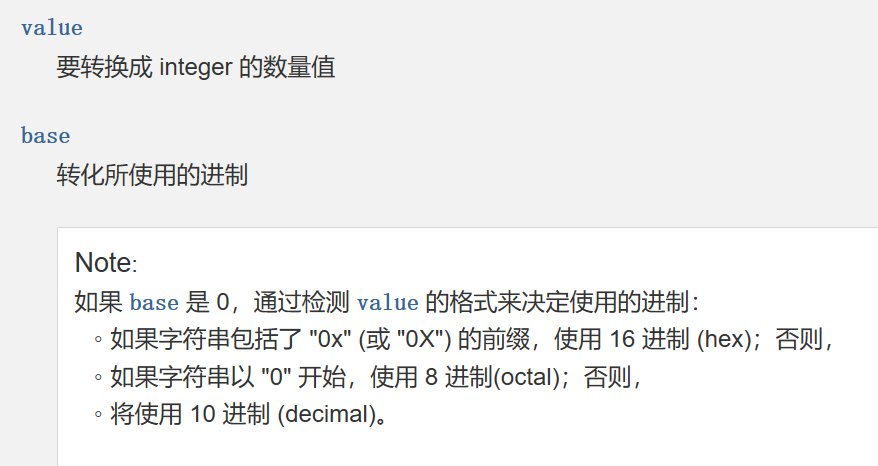 value
要转换成 integer 的数量值
base
转化所使用的进制
Note:
如果 base 是 0，通过检测 value 的格式来决定使用的进制：
◦ 如果字符串包括了 "0x" (或 "0X") 的前缀，使用 16 进制 (hex)；否则，
◦ 如果字符串以 "0" 开始，使用 8 进制(octal)；否则，
◦ 将使用 10 进制 (decimal)。